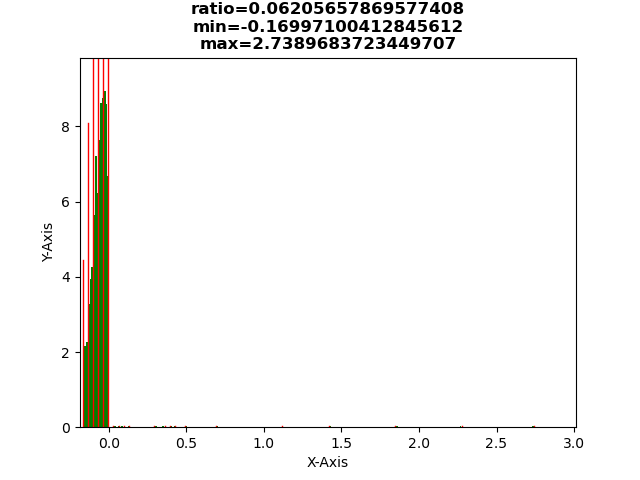 ratio=0.06205657869577408
min=-0.16997100412845612
max=2.7389683723449707
8
6
4
2
0
Y-Axis
0.0 0.5 1.0 1.5 2.0 2.5 3.0
X-Axis